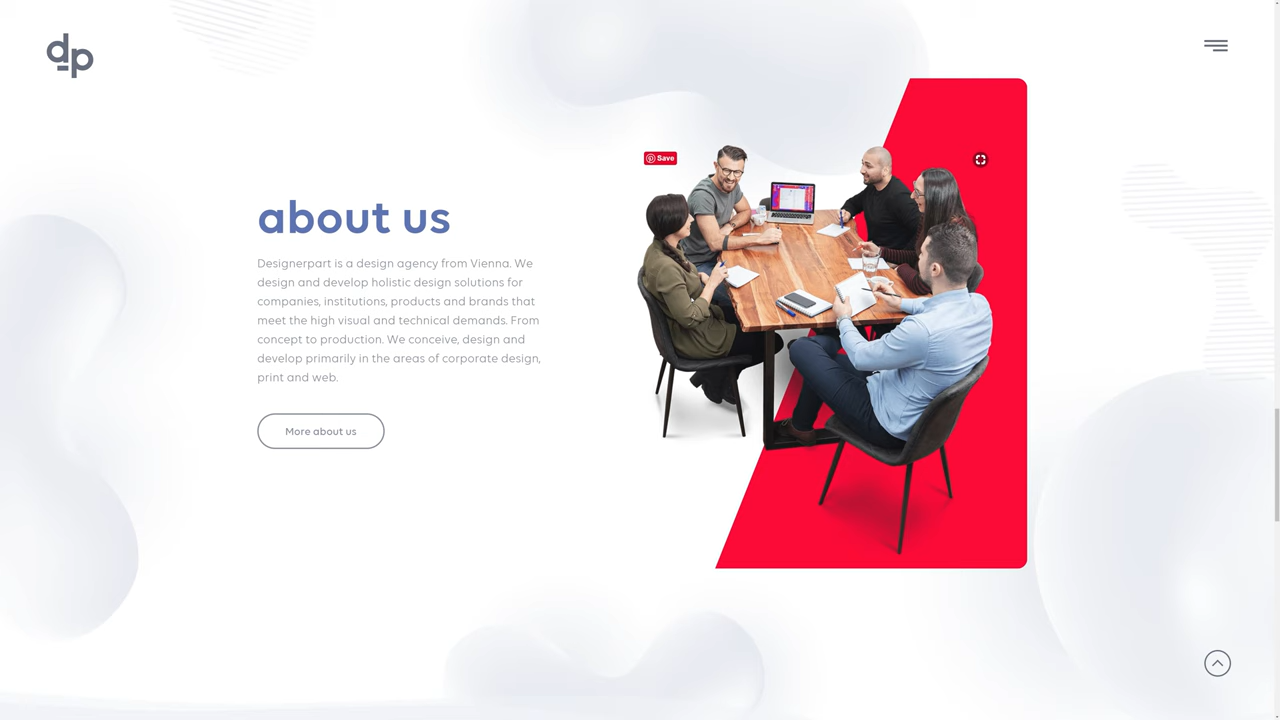 dp
Save
about us
Designerpart is a design agency from Vienna. We
design and develop holistic design solutions for
companies, institutions, products and brands that
meet the high visual and technical demands. From
concept to production. We conceive, design and
develop primarily in the areas of corporate design,
print and web.
More about us